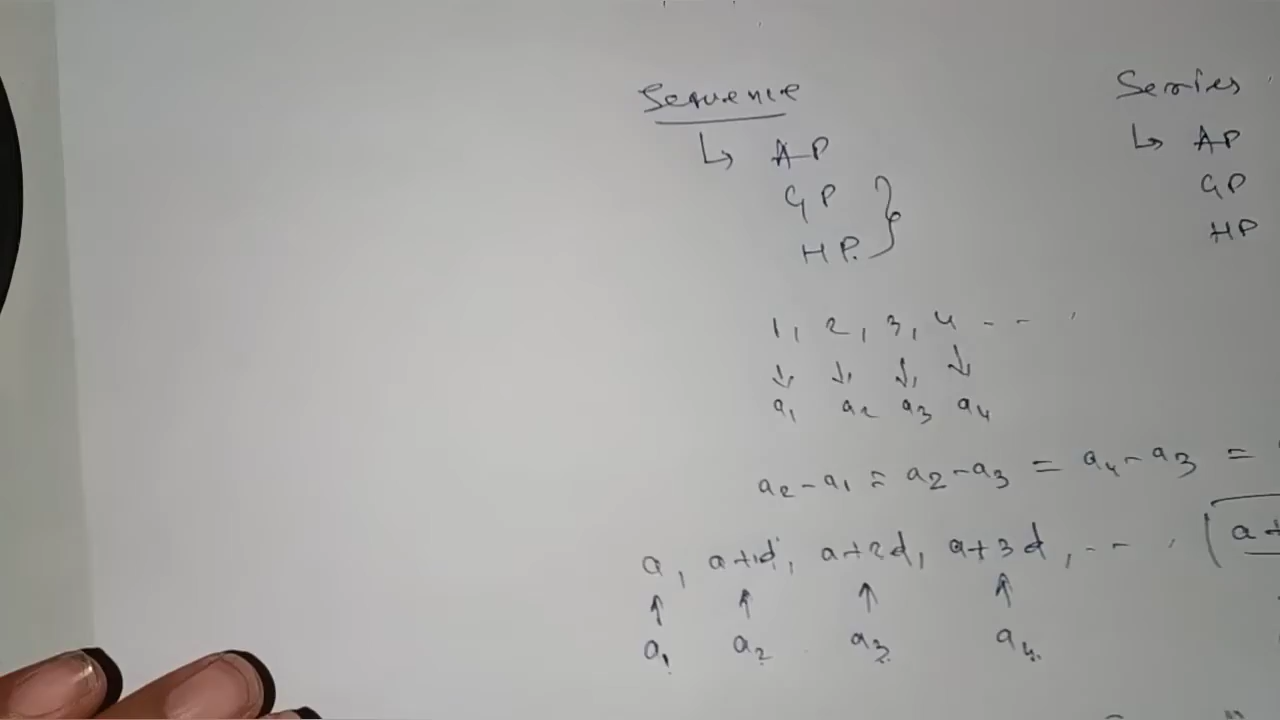 Sequence Series
↳ AP ↳ AP
GP GP
HP. } HP
1, 2, 3, 4 - - ,
↓ ↓ ↓ ↓
a₁ a₂ a₃ a₄
a₂-a₁ = a₂-a₃ = a₄-a₃ =
a, a+1d, a+2d, a+3d, -- . a+
↑ ↑ ↑ ↑
a₁ a₂ a₃ a₄